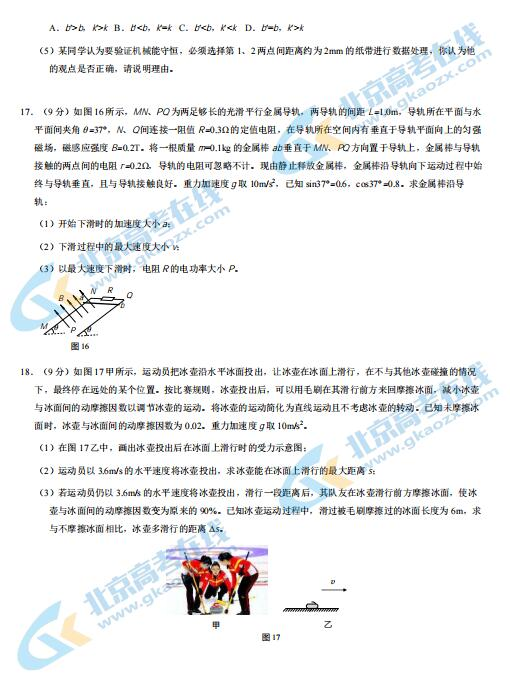 A. b'>b，k'>k B. b'<b，k'=k C. b'<b，k'<k D. b'=b，k'>k
（5）某同学认为要验证机械能守恒，必须选择第 1、2 两点间距离约为 2mm 的纸带进行数据处理，你认为他
的观点是否正确，请说明理由。
17．（9 分）如图 16 所示，MN、PQ 为两足够长的光滑平行金属导轨，两导轨的间距 L=1.0m，导轨所在平面与水
平面间夹角 θ=37°，N、Q 间连接一阻值 R=0.3Ω 的定值电阻，在导轨所在空间内有垂直于导轨平面向上的匀强
磁场，磁感应强度 B=0.2T。将一根质量 m=0.1kg 的金属棒 ab 垂直于 MN、PQ 方向置于导轨上，金属棒与导轨
接触的两点间的电阻 r=0.2Ω，导轨的电阻可忽略不计。现由静止释放金属棒，金属棒沿导轨向下运动过程中始
终与导轨垂直，且与导轨接触良好。重力加速度 g 取 10m/s²，已知 sin37°=0.6，cos37°=0.8。求金属棒沿导
轨：
（1）开始下滑时的加速度大小 a；
（2）下滑过程中的最大速度大小 v；
（3）以最大速度下滑时，电阻 R 的电功率大小 P。
B a N R Q
b
M θ P θ
图 16
18．（9 分）如图 17 甲所示，运动员把冰壶沿水平冰面投出，让冰壶在冰面上滑行，在不与其他冰壶碰撞的情况
下，最终停在远处的某个位置。按比赛规则，冰壶投出后，可以用毛刷在其滑行前方来回摩擦冰面，减小冰壶
与冰面间的动摩擦因数以调节冰壶的运动。将冰壶的运动简化为直线运动且不考虑冰壶的转动。已知未摩擦冰
面时，冰壶与冰面间的动摩擦因数为 0.02。重力加速度 g 取 10m/s²。
（1）在图 17 乙中，画出冰壶投出后在冰面上滑行时的受力示意图；
（2）运动员以 3.6m/s 的水平速度将冰壶投出，求冰壶能在冰面上滑行的最大距离 s；
（3）若运动员仍以 3.6m/s 的水平速度将冰壶投出，滑行一段距离后，其队友在冰壶滑行前方摩擦冰面，使冰
壶与冰面间的动摩擦因数变为原来的 90%。已知冰壶运动过程中，滑过被毛刷摩擦过的冰面长度为 6m，求
与不摩擦冰面相比，冰壶多滑行的距离 Δs。
v
甲 乙
图 17
北京高考在线
www.gkaozx.com
北京高考在线
www.gkaozx.com
北京高考在线
www.gkaozx.com